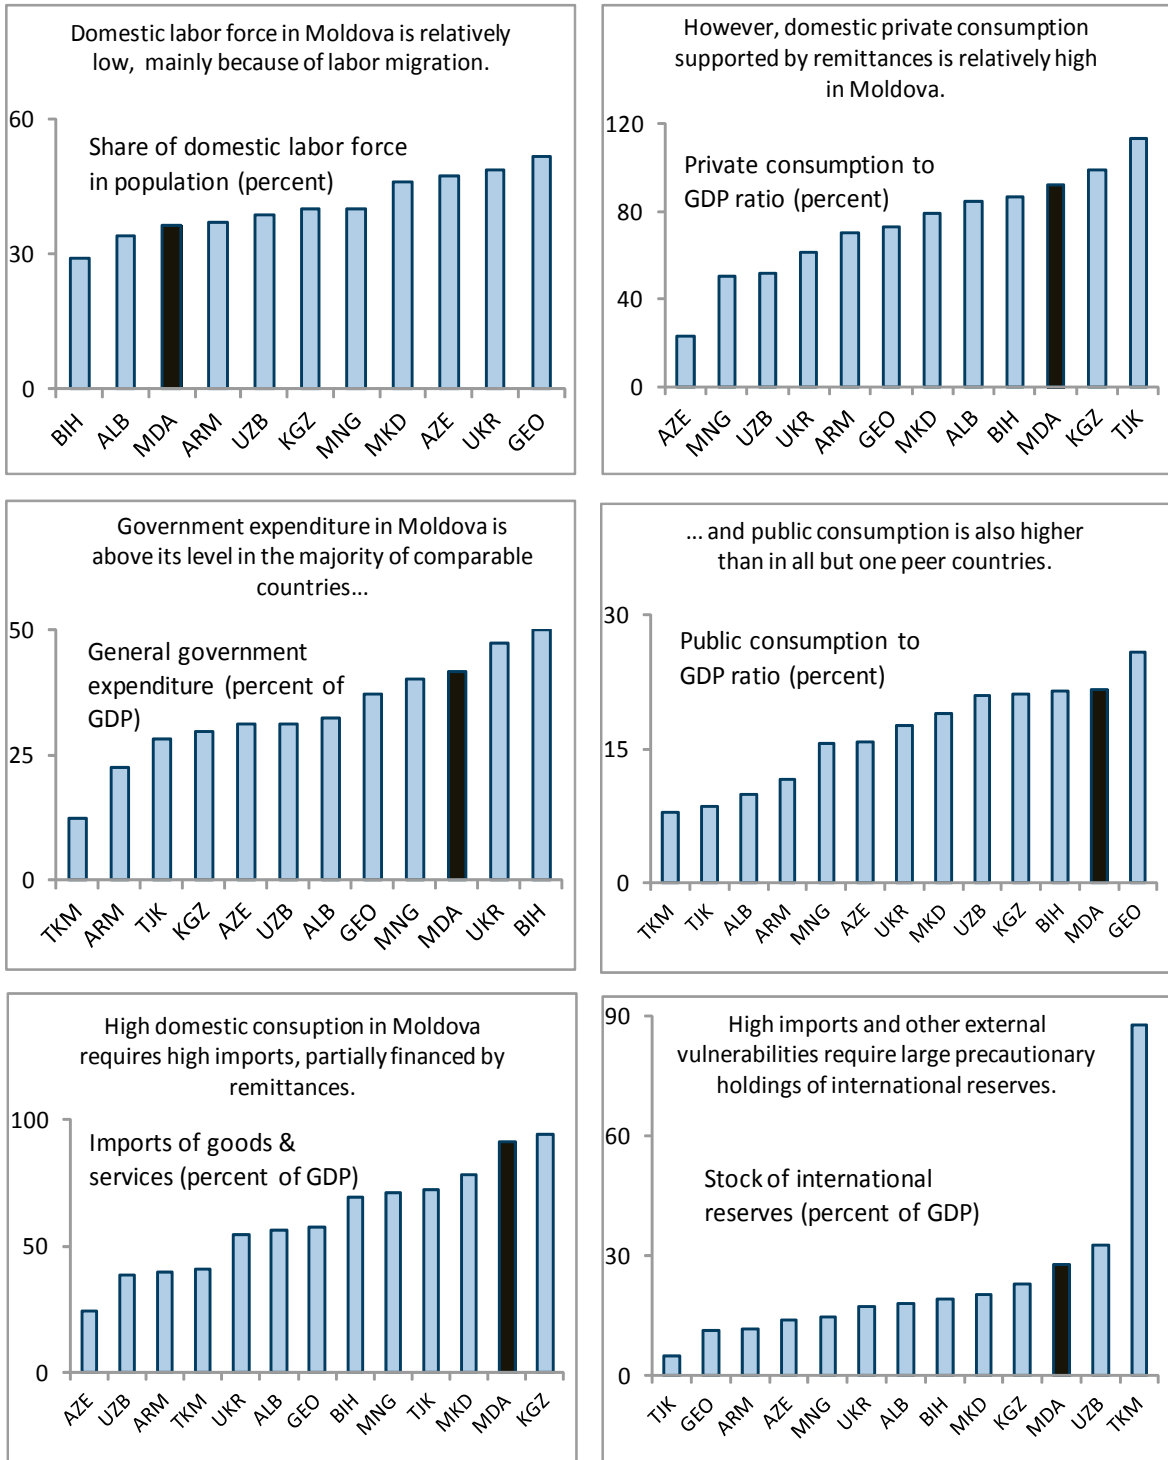 Domestic labor force in Moldova is relatively
low, mainly because of labor migration.
60
Share of domestic labor force
in population (percent)
30
0
BIH
ALB
MDA
ARM
UZB
KGZ
MNG
MKD
AZE
UKR
GEO
However, domestic private consumption
supported by remittances is relatively high
in Moldova.
120
Private consumption to
GDP ratio (percent)
80
40
0
AZE
MNG
UZB
UKR
ARM
GEO
MKD
ALB
BIH
MDA
KGZ
TJK
Government expenditure in Moldova is
above its level in the majority of comparable
countries...
50
General government
expenditure (percent of
GDP)
25
0
TKM
ARM
TJK
KGZ
AZE
UZB
ALB
GEO
MNG
MDA
UKR
BIH
... and public consumption is also higher
than in all but one peer countries.
30
Public consumption to
GDP ratio (percent)
15
0
TKM
TJK
ALB
ARM
MNG
AZE
UKR
MKD
UZB
KGZ
BIH
MDA
GEO
High domestic consuption in Moldova
requires high imports, partially financed by
remittances.
100
Imports of goods &
services (percent of GDP)
50
0
AZE
UZB
ARM
TKM
UKR
ALB
GEO
BIH
MNG
TJK
MKD
MDA
KGZ
90
High imports and other external
vulnerabilities require large precautionary
holdings of international reserves.
60
Stock of international
reserves (percent of GDP)
30
0
TJK
GEO
ARM
AZE
MNG
UKR
ALB
BIH
MKD
KGZ
MDA
UZB
TKM